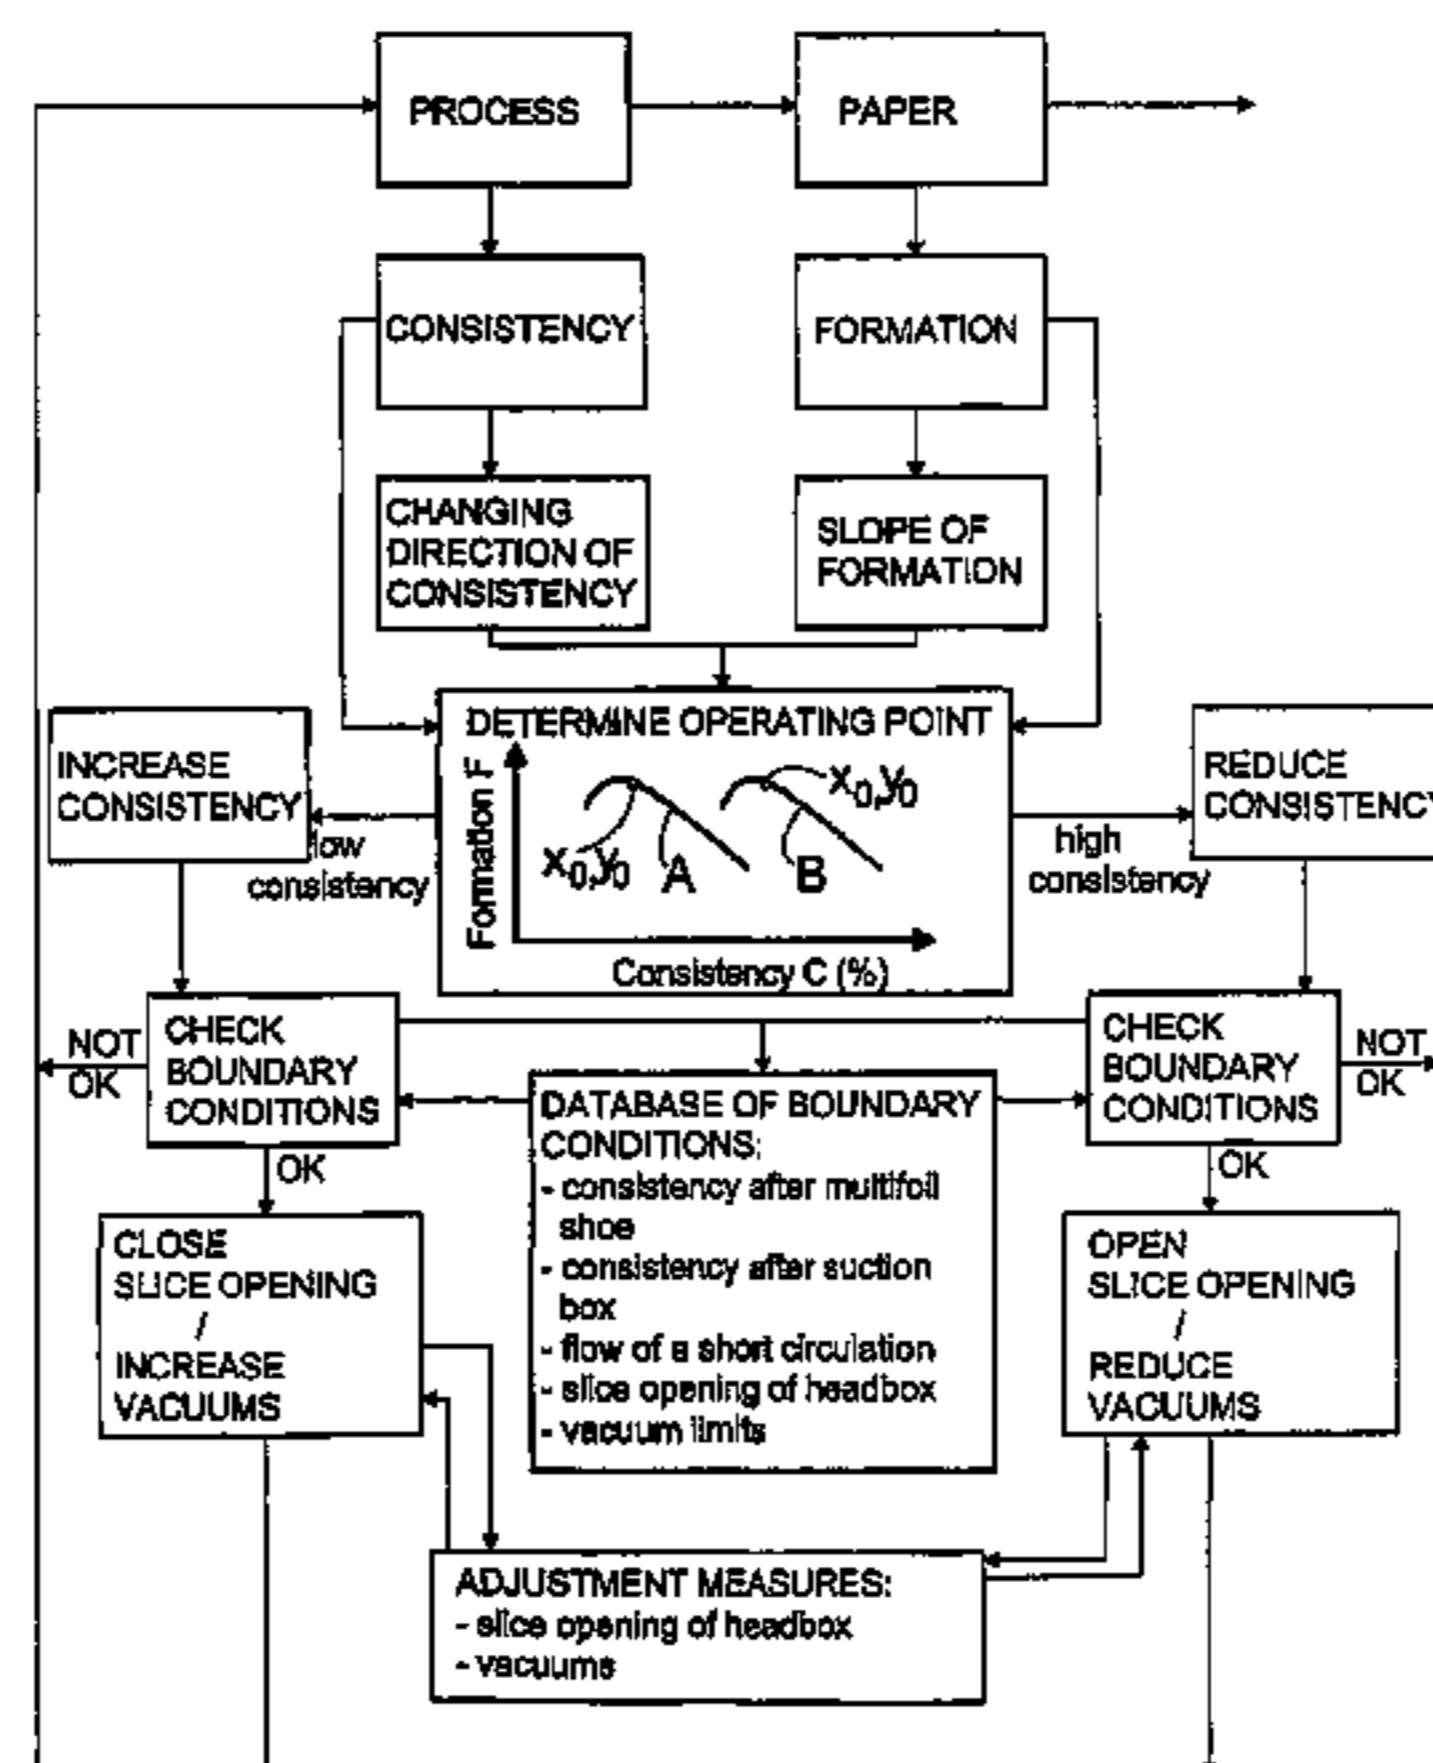 PROCESS
PAPER
CONSISTENCY
FORMATION
CHANGING
DIRECTION OF
CONSISTENCY
SLOPE OF
FORMATION
DETERMINE OPERATING POINT
Formation F
x₀,y₀
x₀,y₀
A
B
Consistency C (%)
INCREASE
CONSISTENCY
low
consistency
REDUCE
CONSISTENCY
high
consistency
CHECK
BOUNDARY
CONDITIONS
NOT
OK
OK
CHECK
BOUNDARY
CONDITIONS
NOT
OK
OK
DATABASE OF BOUNDARY
CONDITIONS:
- consistency after multifoil
shoe
- consistency after suction
box
- flow of a short circulation
- slice opening of headbox
- vacuum limits
CLOSE
SLICE OPENING
/
INCREASE
VACUUMS
OPEN
SLICE OPENING
/
REDUCE
VACUUMS
ADJUSTMENT MEASURES:
- slice opening of headbox
- vacuums